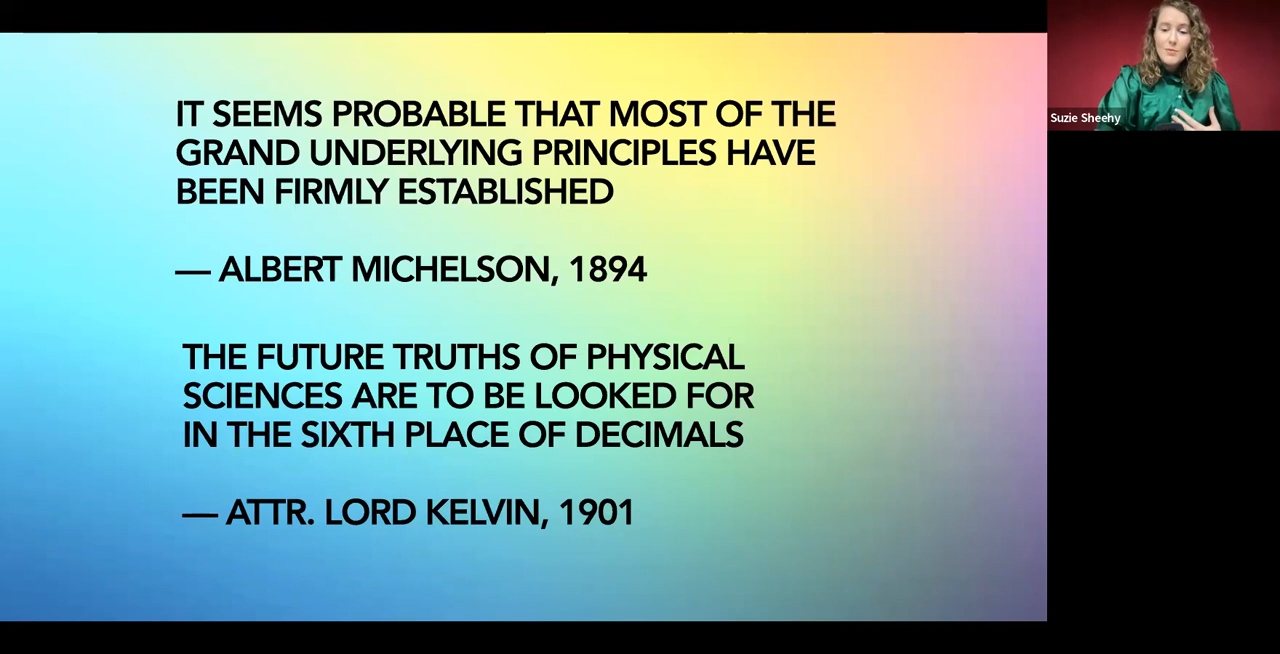 IT SEEMS PROBABLE THAT MOST OF THE
GRAND UNDERLYING PRINCIPLES HAVE
BEEN FIRMLY ESTABLISHED
— ALBERT MICHELSON, 1894
THE FUTURE TRUTHS OF PHYSICAL
SCIENCES ARE TO BE LOOKED FOR
IN THE SIXTH PLACE OF DECIMALS
— ATTR. LORD KELVIN, 1901
Suzie Sheehy